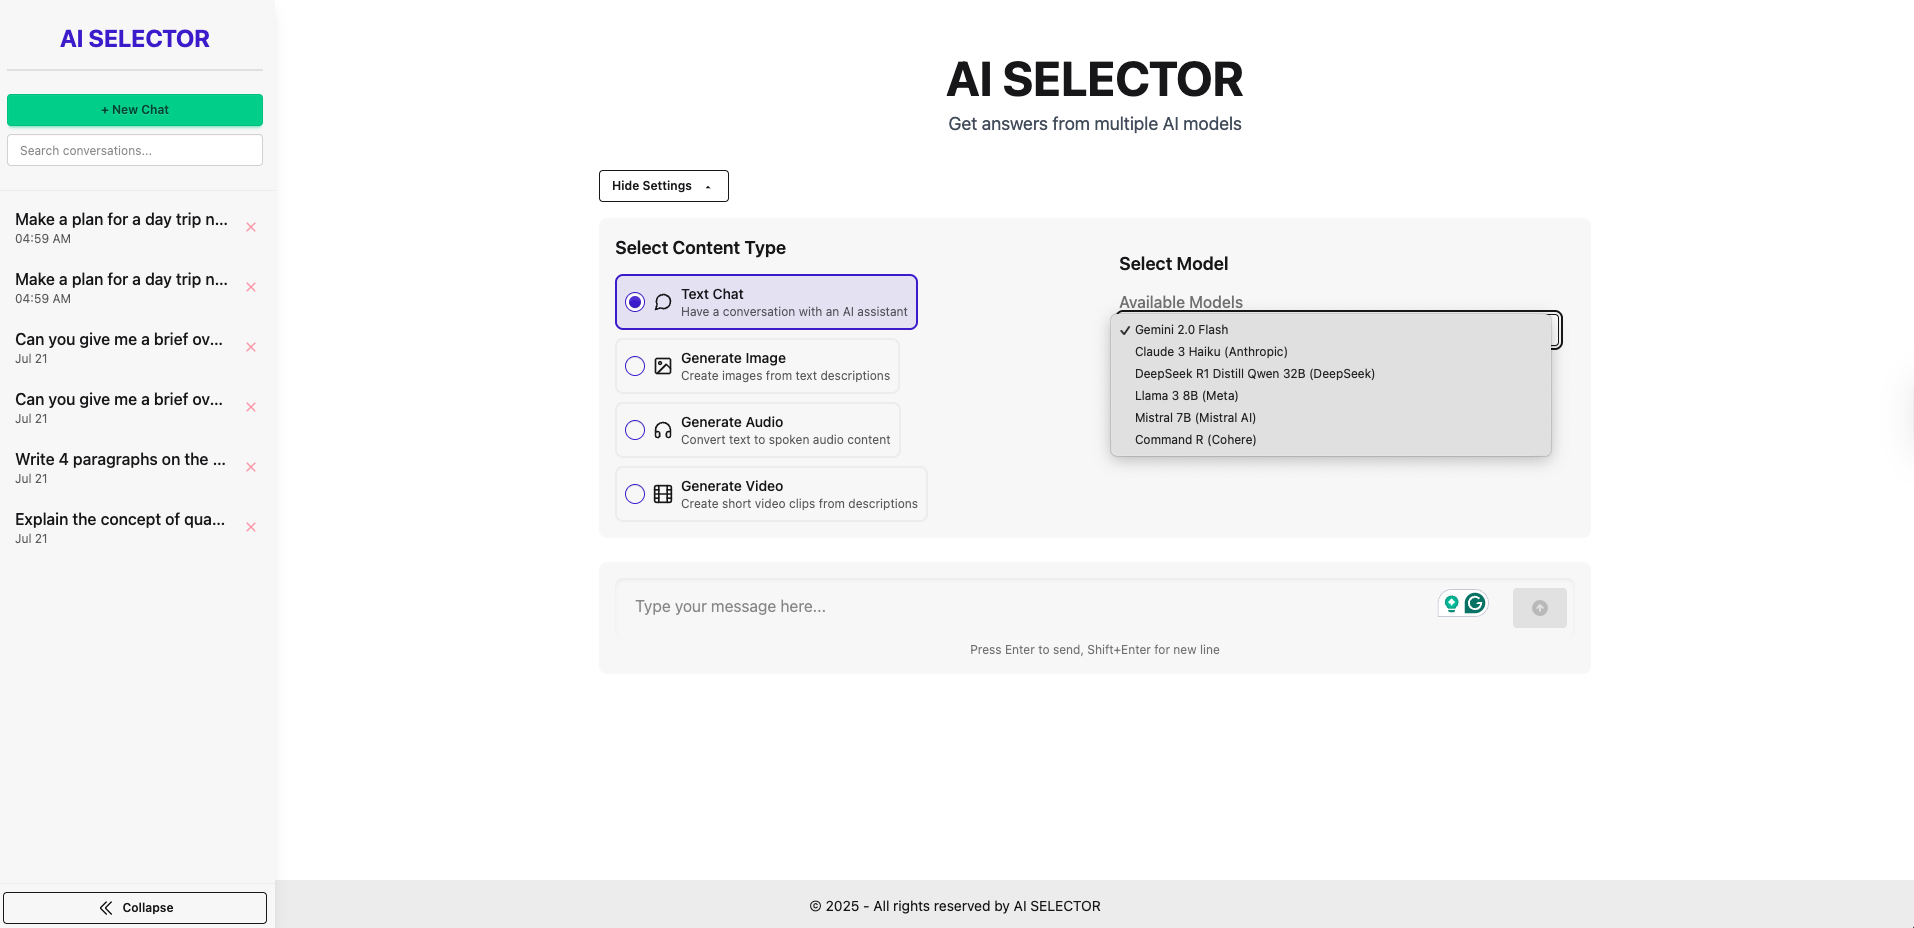 AI SELECTOR
+ New Chat
Search conversations...
Make a plan for a day trip n...
04:59 AM
Make a plan for a day trip n...
04:59 AM
Can you give me a brief ov...
Jul 21
Can you give me a brief ov...
Jul 21
Write 4 paragraphs on the ...
Jul 21
Explain the concept of qua...
Jul 21
Collapse
AI SELECTOR
Get answers from multiple AI models
Hide Settings
Select Content Type
Text Chat
Have a conversation with an AI assistant
Generate Image
Create images from text descriptions
Generate Audio
Convert text to spoken audio content
Generate Video
Create short video clips from descriptions
Select Model
Available Models
Gemini 2.0 Flash
Claude 3 Haiku (Anthropic)
DeepSeek R1 Distill Qwen 32B (DeepSeek)
Llama 3 8B (Meta)
Mistral 7B (Mistral AI)
Command R (Cohere)
Type your message here...
Press Enter to send, Shift+Enter for new line
© 2025 - All rights reserved by AI SELECTOR